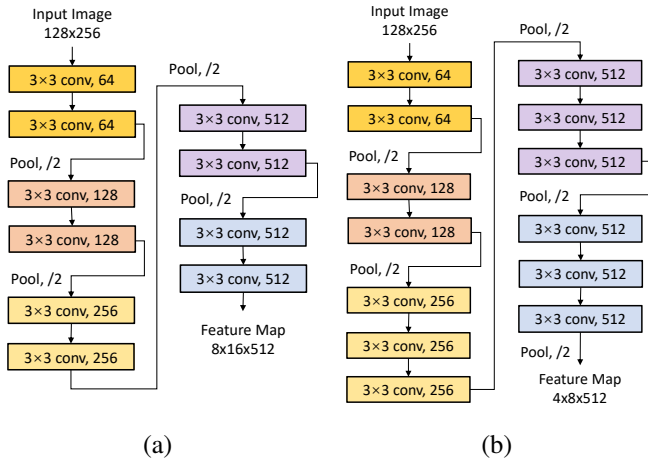 Input Image
128x256
3×3 conv, 64
3×3 conv, 64
Pool, /2
3×3 conv, 128
3×3 conv, 128
Pool, /2
3×3 conv, 256
3×3 conv, 256
Pool, /2
3×3 conv, 512
3×3 conv, 512
Pool, /2
3×3 conv, 512
3×3 conv, 512
Feature Map
8x16x512
(a)
Input Image
128x256
3×3 conv, 64
3×3 conv, 64
Pool, /2
3×3 conv, 128
3×3 conv, 128
Pool, /2
3×3 conv, 256
3×3 conv, 256
3×3 conv, 256
Pool, /2
3×3 conv, 512
3×3 conv, 512
3×3 conv, 512
Pool, /2
3×3 conv, 512
3×3 conv, 512
3×3 conv, 512
Pool, /2
Feature Map
4x8x512
(b)